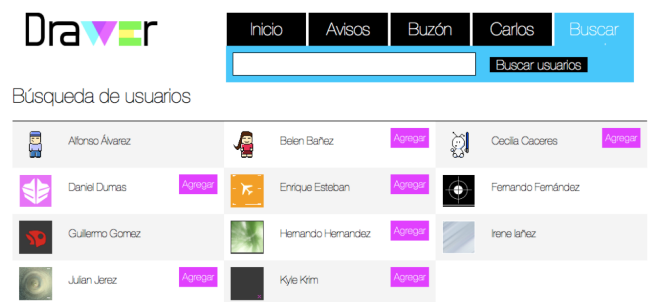 Drawer
Inicio Avisos Buzón Carlos Buscar
Buscar usuarios
Búsqueda de usuarios
Alfonso Álvarez Belen Bañez Agregar Cecilia Caceres Agregar
Daniel Dumas Agregar Enrique Esteban Agregar Fernando Fernández
Guillermo Gomez Hernando Hernandez Agregar Irene Iañez
Julian Jerez Agregar Kyle Krim Agregar